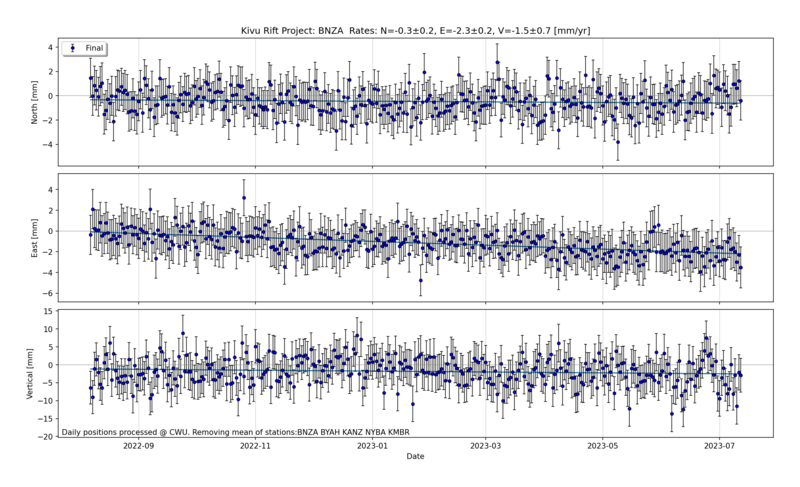 Kivu Rift Project: BNZA  Rates: N=-0.3±0.2, E=-2.3±0.2, V=-1.5±0.7 [mm/yr]
Final
North [mm]
4
2
0
−2
−4
East [mm]
4
2
0
−2
−4
−6
Vertical [mm]
15
10
5
0
−5
−10
−15
−20
Daily positions processed @ CWU. Removing mean of stations:BNZA BYAH KANZ NYBA KMBR
2022-09 2022-11 2023-01 2023-03 2023-05 2023-07
Date